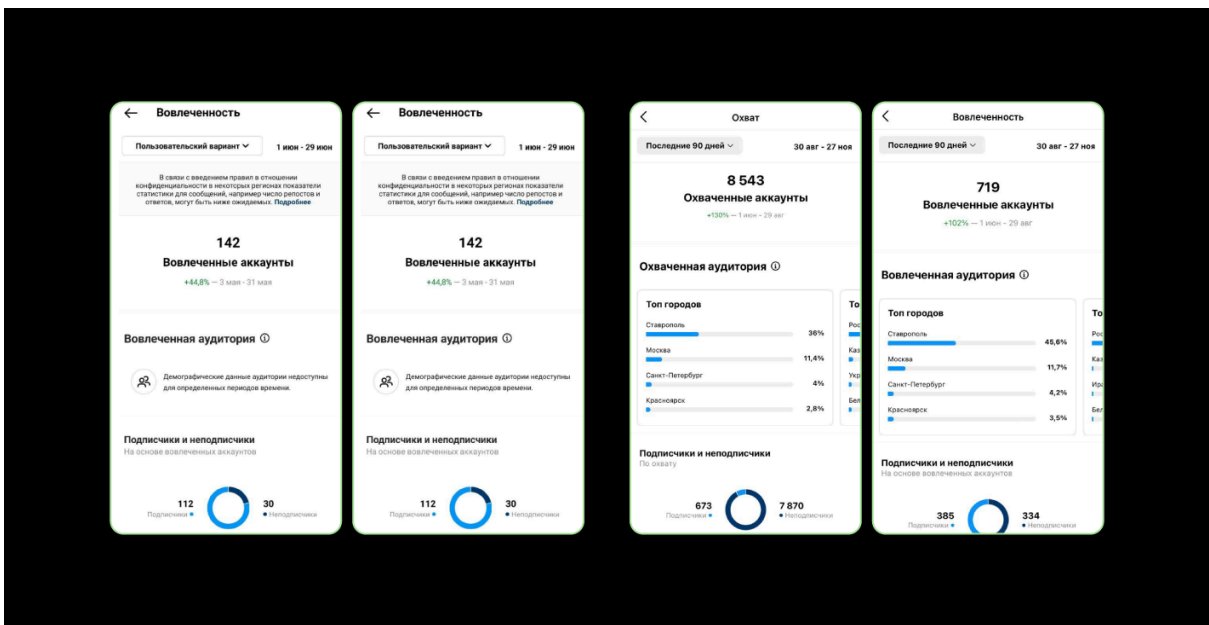 Вовлеченность
Пользовательский вариант
1 июн - 29 июн
В связи с введением правил в отношении
конфиденциальности в некоторых регионах показатели
статистики для сообщений, например число репостов и
ответов, могут быть ниже ожидаемых. Подробнее
142
Вовлеченные аккаунты
+44,8% — 3 мая - 31 мая
Вовлеченная аудитория
Демографические данные аудитории недоступны
для определенных периодов времени.
Подписчики и неподписчики
На основе вовлеченных аккаунтов
112
30
Подписчики
Неподписчики
Вовлеченность
Пользовательский вариант
1 июн - 29 июн
В связи с введением правил в отношении
конфиденциальности в некоторых регионах показатели
статистики для сообщений, например число репостов и
ответов, могут быть ниже ожидаемых. Подробнее
142
Вовлеченные аккаунты
+44,8% — 3 мая - 31 мая
Вовлеченная аудитория
Демографические данные аудитории недоступны
для определенных периодов времени.
Подписчики и неподписчики
На основе вовлеченных аккаунтов
112
30
Подписчики
Неподписчики
Охват
Последние 90 дней
30 авг - 27 ноя
8 543
Охваченные аккаунты
+130% — 1 июн - 29 авг
Охваченная аудитория
Топ городов
То
Ставрополь
36%
Рос
Москва
11,4%
Каз
Санкт-Петербург
4%
Укр
Красноярск
2,8%
Бел
Подписчики и неподписчики
По охвату
673
7 870
Подписчики
Неподписчики
Вовлеченность
Последние 90 дней
30 авг - 27 ноя
719
Вовлеченные аккаунты
+102% — 1 июн - 29 авг
Вовлеченная аудитория
Топ городов
То
Ставрополь
45,6%
Рос
Москва
11,7%
Каз
Санкт-Петербург
4,2%
Ира
Красноярск
3,5%
Бел
Подписчики и неподписчики
На основе вовлеченных аккаунтов
385
334
Подписчики
Неподписчики